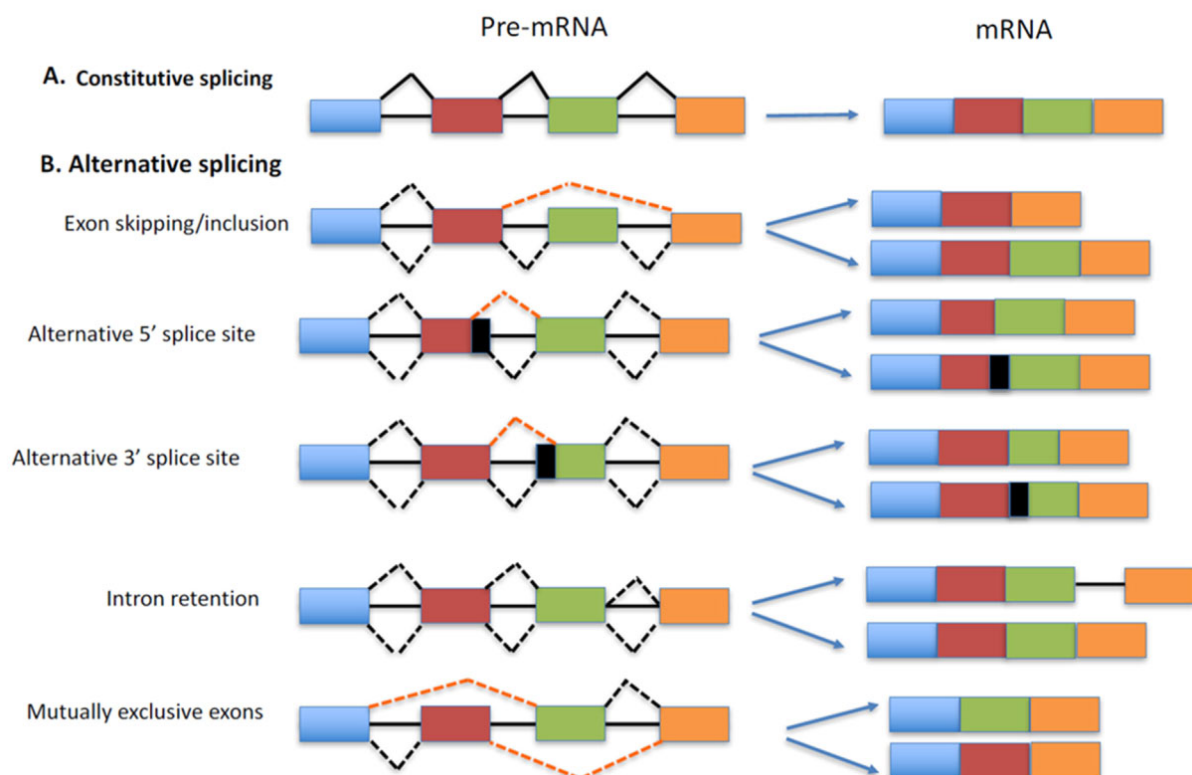 Pre-mRNA
mRNA
A. Constitutive splicing
B. Alternative splicing
Exon skipping/inclusion
Alternative 5’ splice site
Alternative 3’ splice site
Intron retention
Mutually exclusive exons